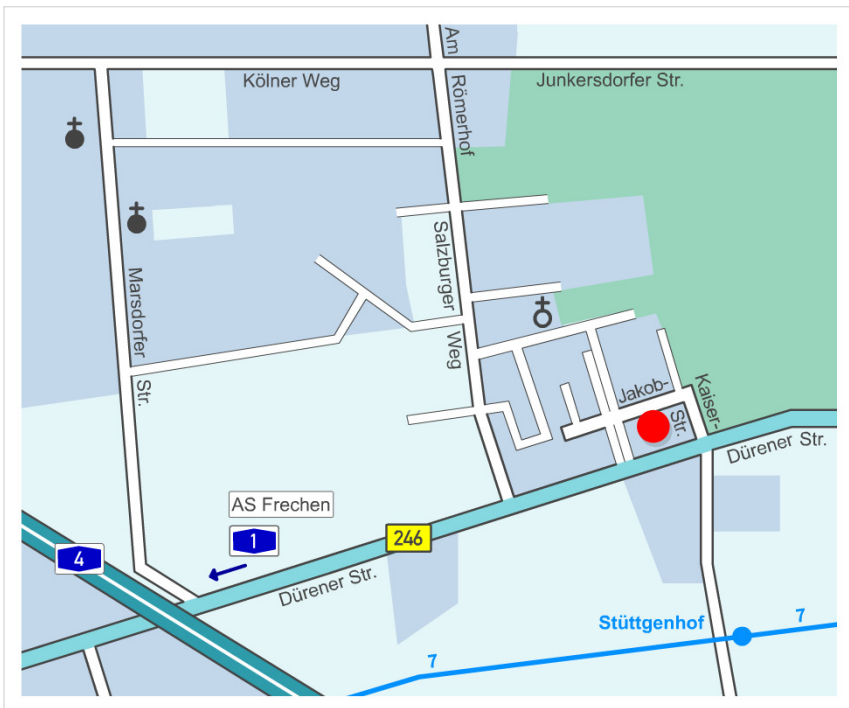 Am
Römerhof
Kölner Weg
Junkersdorfer Str.
Salzburger
Weg
Marsdorfer
Str.
Jakob-
Kaiser-
Str.
Dürener Str.
AS Frechen
1
4
246
Dürener Str.
Stüttgenhof
7
7